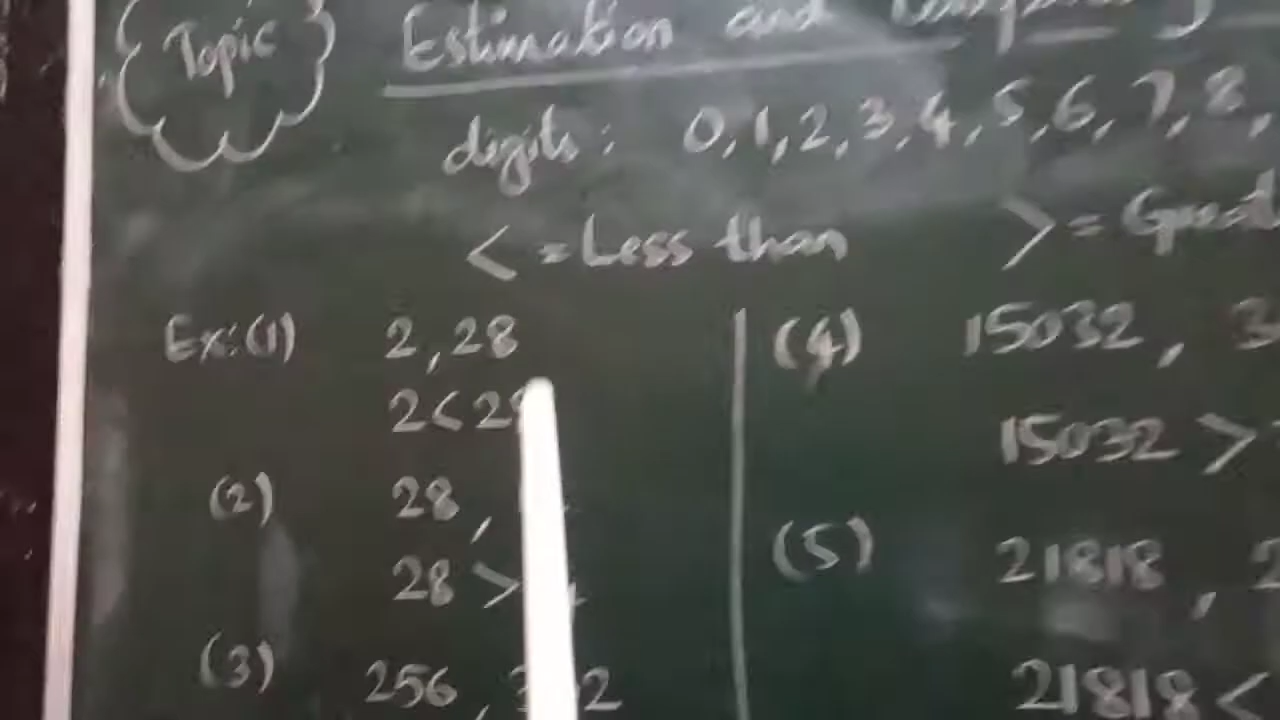 Topic
Estimation and
digits: 0,1,2,3,4,5,6,7,8,
< = Less than
> =
Ex:(1) 2,28
2<28
(2) 28,
28 >
(3) 256,
(4) 15032,
15032 >
(5) 21818,
21818 <